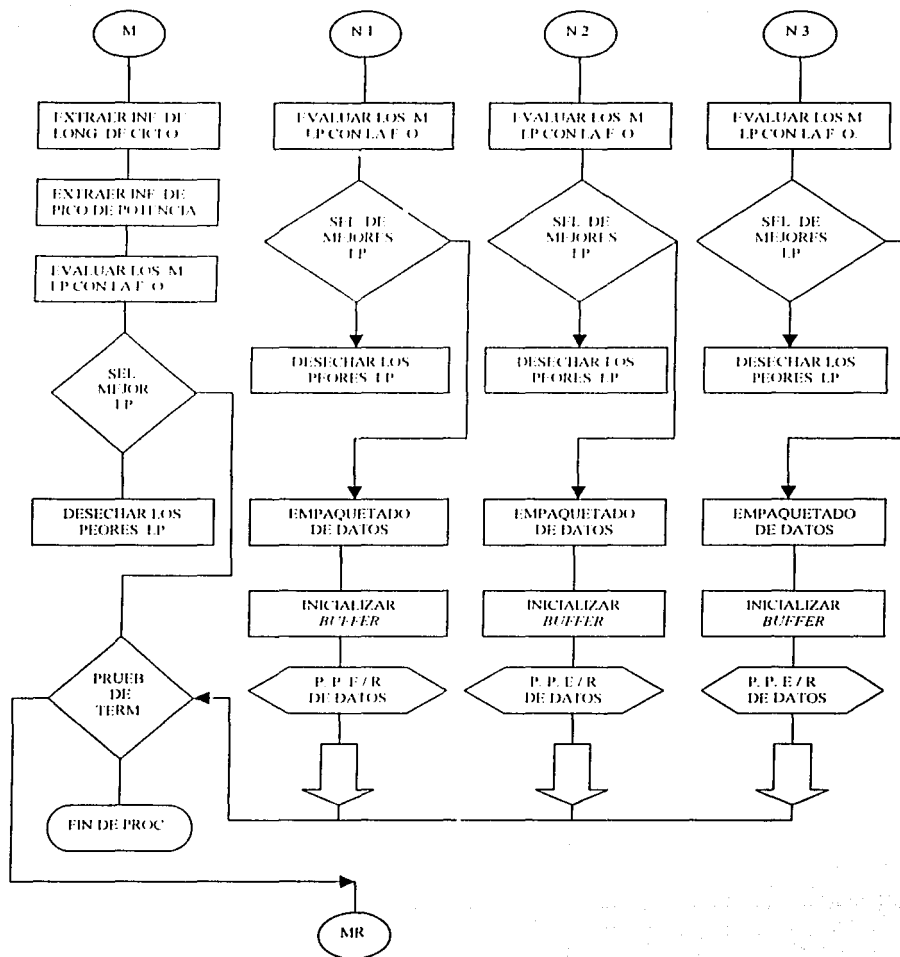 M
EXTRAER INF. DE
LONG. DE CICLO
EXTRAER INF. DE
PICO DE POTENCIA
EVALUAR LOS M
LP CON LA F. O.
SEL.
MEJOR
LP
DESECHAR LOS
PEORES LP
PRUEB
DE
TERM
FIN DE PROC
N 1
EVALUAR LOS M
LP CON LA F. O.
SEL. DE
MEJORES
LP
DESECHAR LOS
PEORES LP
EMPAQUETADO
DE DATOS
INICIALIZAR
BUFFER
P. P. E / R
DE DATOS
N 2
EVALUAR LOS M
LP CON LA F. O.
SEL. DE
MEJORES
LP
DESECHAR LOS
PEORES LP
EMPAQUETADO
DE DATOS
INICIALIZAR
BUFFER
P. P. E / R
DE DATOS
N 3
EVALUAR LOS M
LP CON LA F. O.
SEL. DE
MEJORES
LP
DESECHAR LOS
PEORES LP
EMPAQUETADO
DE DATOS
INICIALIZAR
BUFFER
P. P. E / R
DE DATOS
MR